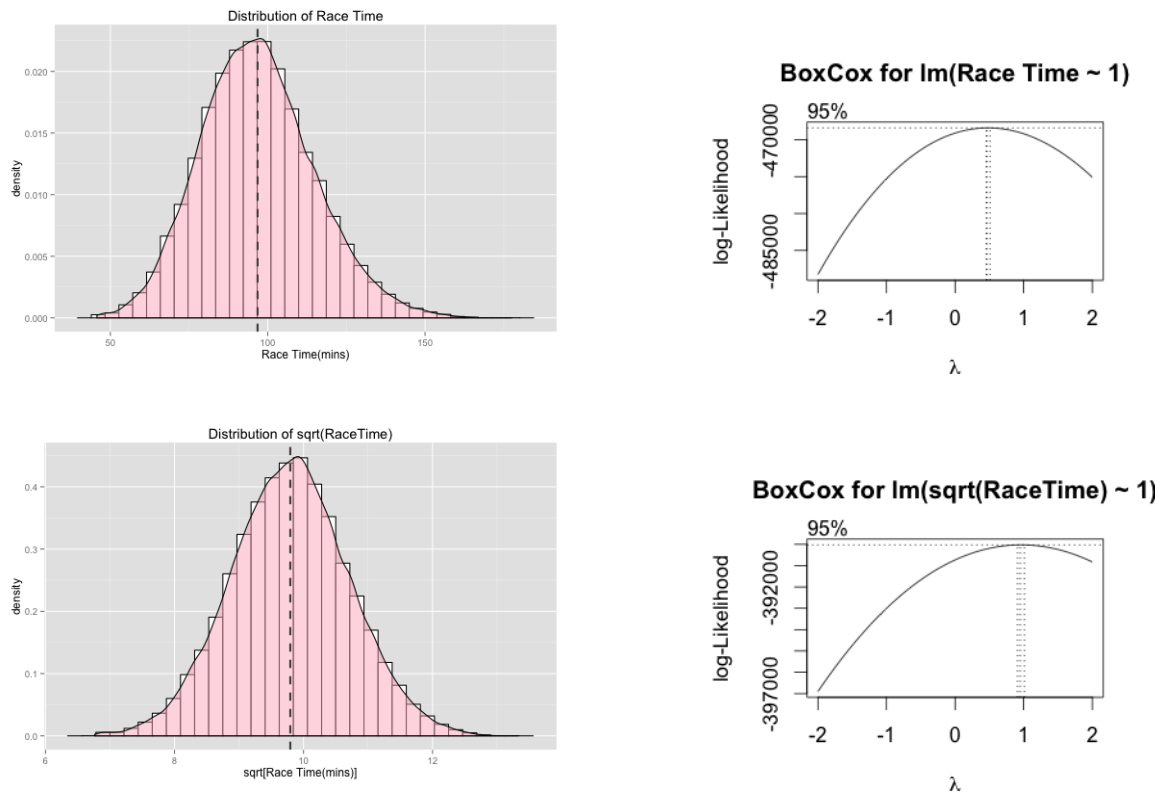 Distribution of Race Time
density
0.020
0.015
0.010
0.005
0.000
50
100
150
Race Time(mins)
BoxCox for lm(Race Time ~ 1)
95%
log-Likelihood
-470000
-485000
-2
-1
0
1
2
λ
Distribution of sqrt(RaceTime)
density
0.4
0.3
0.2
0.1
0.0
6
8
10
12
sqrt[Race Time(mins)]
BoxCox for lm(sqrt(RaceTime) ~ 1)
95%
log-Likelihood
-392000
-397000
-2
-1
0
1
2
λ